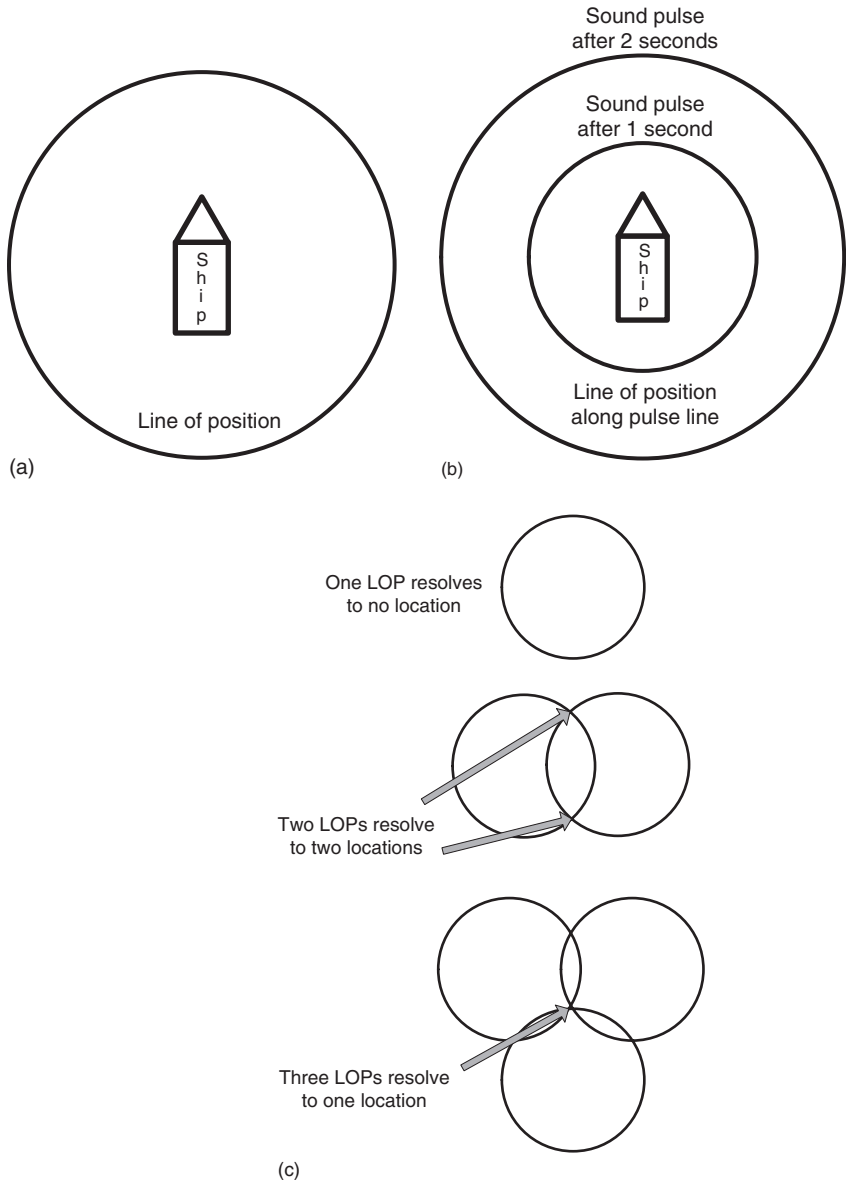 S
h
i
p
Line of position
(a)
Sound pulse
after 2 seconds
Sound pulse
after 1 second
S
h
i
p
Line of position
along pulse line
(b)
One LOP resolves
to no location
Two LOPs resolve
to two locations
Three LOPs resolve
to one location
(c)